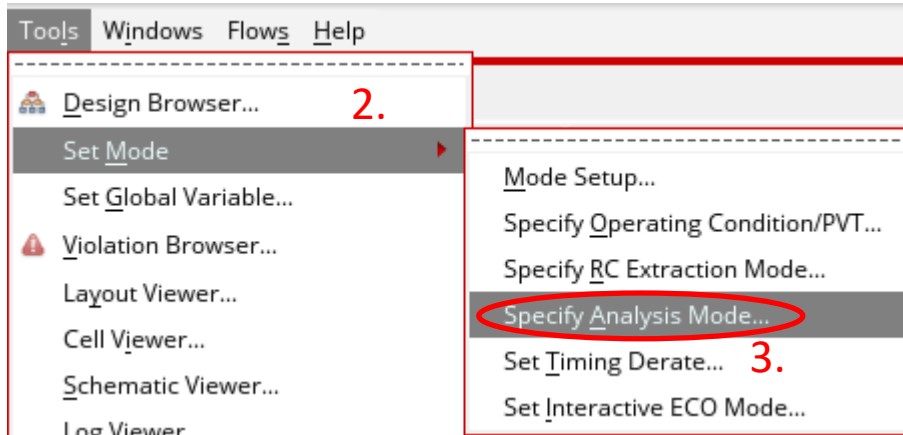 Tools Windows Flows Help
Design Browser... 2.
Set Mode
Set Global Variable...
Violation Browser...
Layout Viewer...
Cell Viewer...
Schematic Viewer...
Log Viewer
Mode Setup...
Specify Operating Condition/PVT...
Specify RC Extraction Mode...
Specify Analysis Mode...
Set Timing Derate... 3.
Set Interactive ECO Mode...